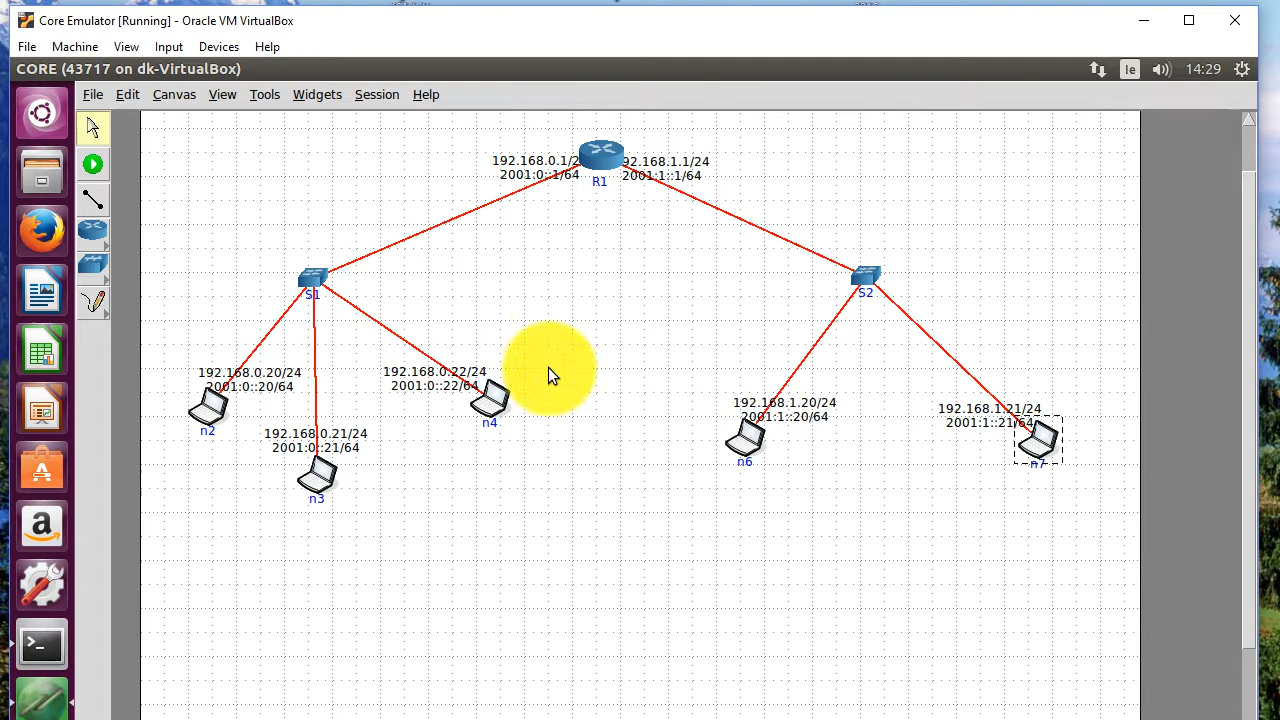 Core Emulator [Running] - Oracle VM VirtualBox
File Machine View Input Devices Help
CORE (43717 on dk-VirtualBox)
Ie
14:29
File Edit Canvas View Tools Widgets Session Help
192.168.0.1/2
2001:0::1/64
92.168.1.1/24
2001:1::1/64
R1
S1
S2
192.168.0.20/24
2001:0::20/64
n2
192.168.0.21/24
2001:0::21/64
n3
192.168.0.22/24
2001:0::22/64
n4
192.168.1.20/24
2001:1::20/64
n6
192.168.1.21/24
2001:1::21/64
n7